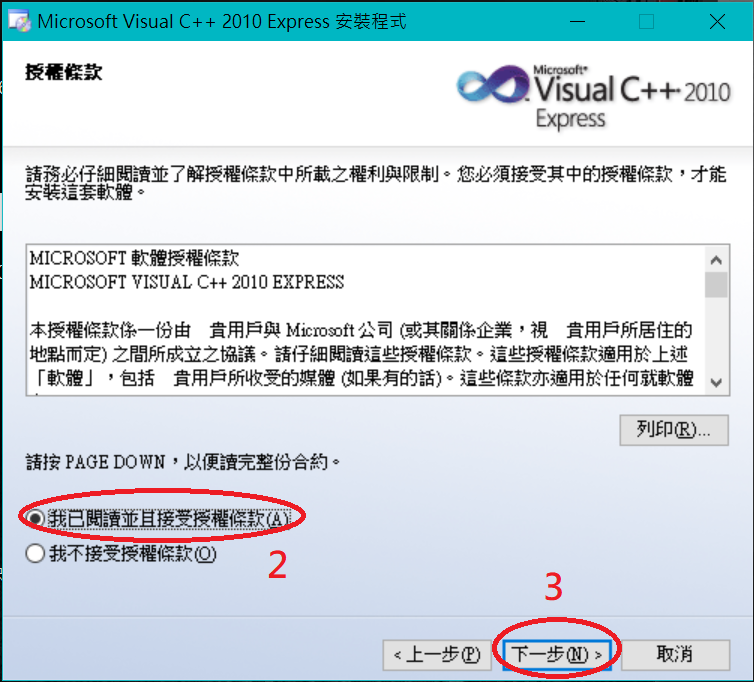 Microsoft Visual C++ 2010 Express 安裝程式
授權條款
Microsoft®
Visual C++ 2010
Express
請務必仔細閱讀並了解授權條款中所載之權利與限制。您必須接受其中的授權條款，才能
安裝這套軟體。
MICROSOFT 軟體授權條款
MICROSOFT VISUAL C++ 2010 EXPRESS
本授權條款係一份由　貴用戶與 Microsoft 公司 (或其關係企業，視　貴用戶所居住的
地點而定) 之間所成立之協議。請仔細閱讀這些授權條款。這些授權條款適用於上述
「軟體」，包括　貴用戶所收受的媒體 (如果有的話)。這些條款亦適用於任何就軟體
列印(R)...
請按 PAGE DOWN，以便讀完整份合約。
我已閱讀並且接受授權條款(A)
我不接受授權條款(O)
2
3
< 上一步(P)
下一步(N) >
取消